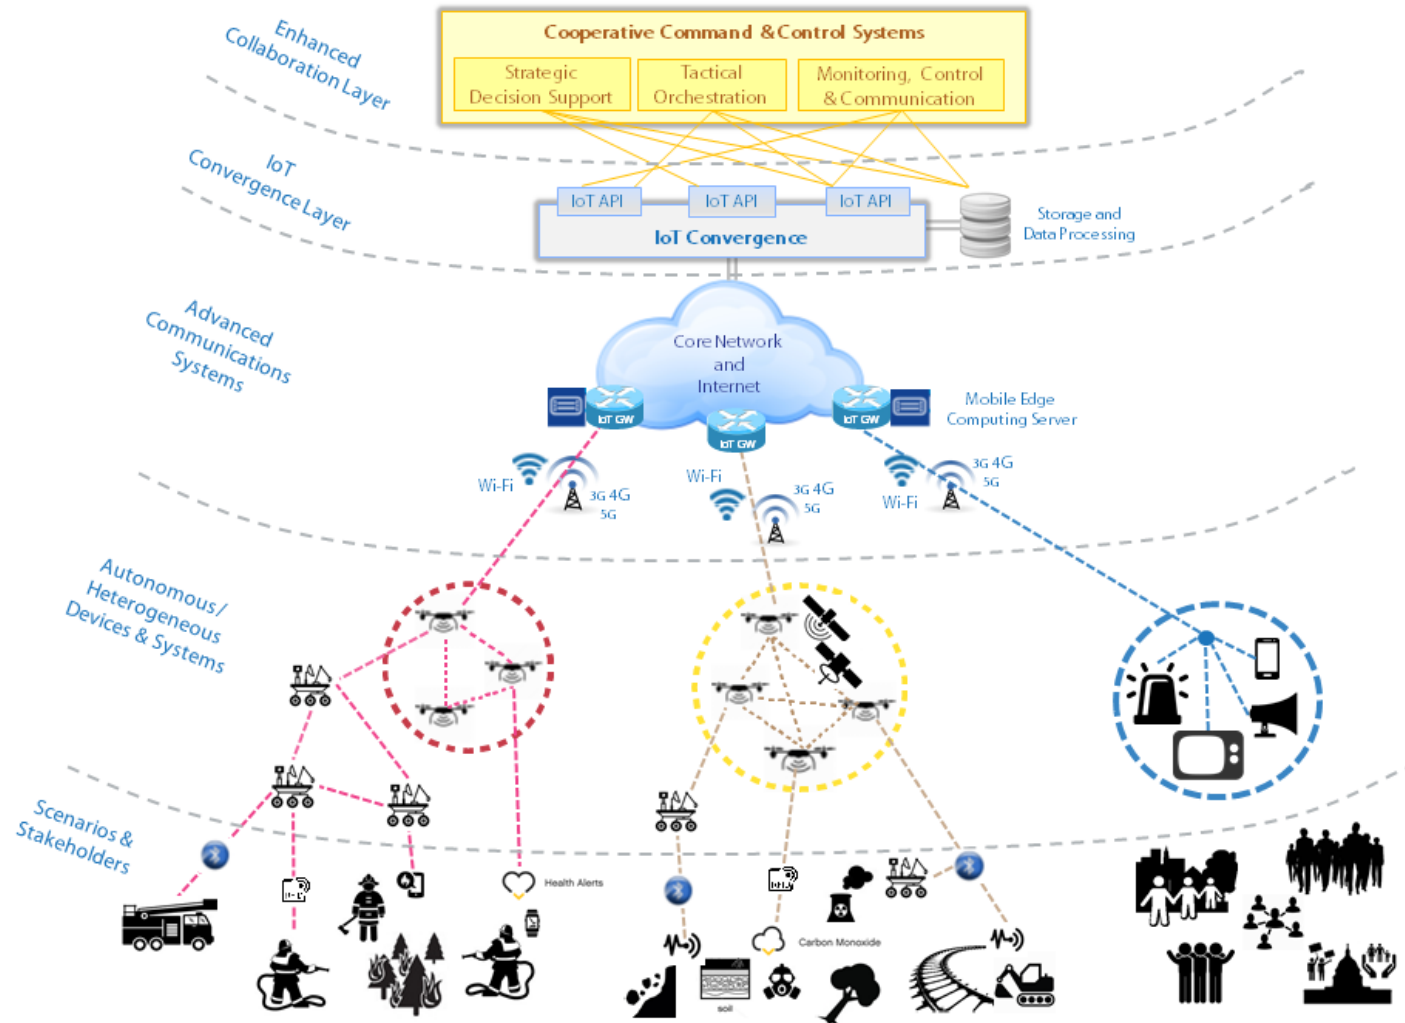 Enhanced
Collaboration Layer
Cooperative Command & Control Systems
Strategic
Decision Support
Tactical
Orchestration
Monitoring, Control
& Communication
IoT
Convergence Layer
IoT API
IoT API
IoT API
IoT Convergence
Storage and
Data Processing
Advanced
Communications
Systems
Core Network
and
Internet
IoT GW
IoT GW
IoT GW
Mobile Edge
Computing Server
Wi-Fi
3G 4G
5G
Wi-Fi
3G 4G
5G
Wi-Fi
3G 4G
5G
Autonomous/
Heterogeneous
Devices & Systems
Scenarios &
Stakeholders
Health Alerts
Carbon Monoxide
soil